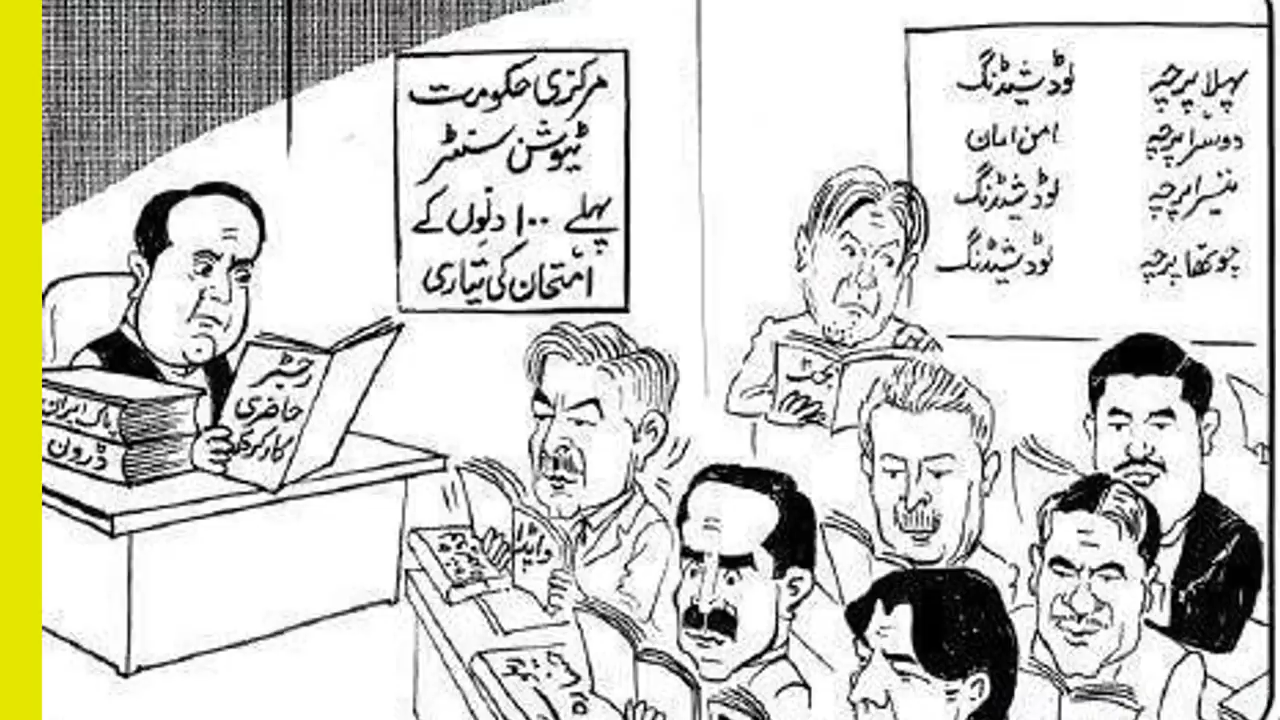 مرکزی حکومت
ٹیوشن سنٹر
پہلے ۱۰۰ دنوں کے
امتحان کی تیاری
پہلا پرچہ لوڈشیڈنگ
دوسرا پرچہ امن امان
تیسرا پرچہ لوڈشیڈنگ
چوتھا پرچہ لوڈشیڈنگ
رجسٹر
حاضری
کارکردگی
پاک ایران
ڈرون
واپڈا